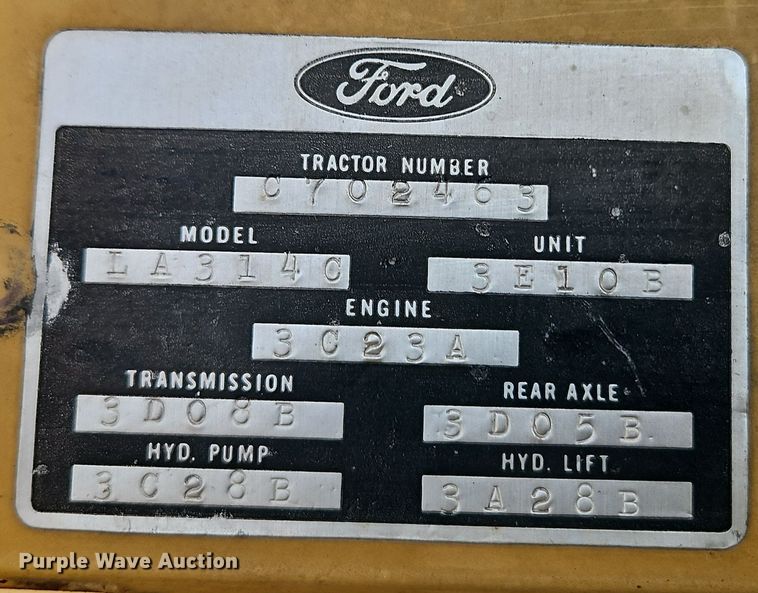 Ford
TRACTOR NUMBER
C702463
MODEL UNIT
LA314C 3E10B
ENGINE
3C23A
TRANSMISSION REAR AXLE
3D08B 3D05B
HYD. PUMP HYD. LIFT
3C28B 3A28B
Purple Wave Auction